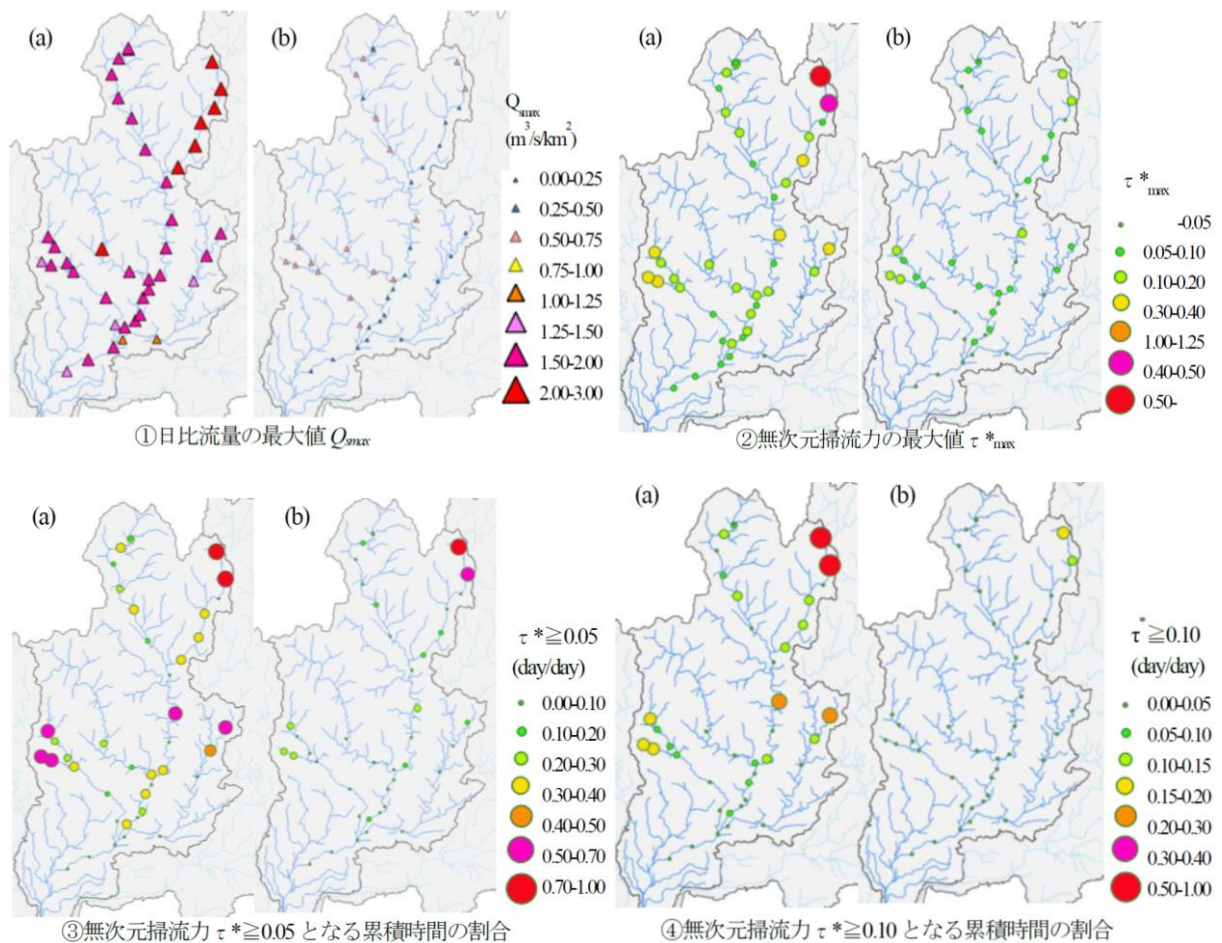 (a)
(b)
Qsmax
(m³/s/km²)
0.00-0.25
0.25-0.50
0.50-0.75
0.75-1.00
1.00-1.25
1.25-1.50
1.50-2.00
2.00-3.00
①日比流量の最大値 Qsmax
(a)
(b)
τ*max
-0.05
0.05-0.10
0.10-0.20
0.30-0.40
1.00-1.25
0.40-0.50
0.50-
②無次元掃流力の最大値 τ*max
(a)
(b)
τ*≧0.05
(day/day)
0.00-0.10
0.10-0.20
0.20-0.30
0.30-0.40
0.40-0.50
0.50-0.70
0.70-1.00
③無次元掃流力 τ*≧0.05 となる累積時間の割合
(a)
(b)
τ*≧0.10
(day/day)
0.00-0.05
0.05-0.10
0.10-0.15
0.15-0.20
0.20-0.30
0.30-0.40
0.50-1.00
④無次元掃流力 τ*≧0.10 となる累積時間の割合